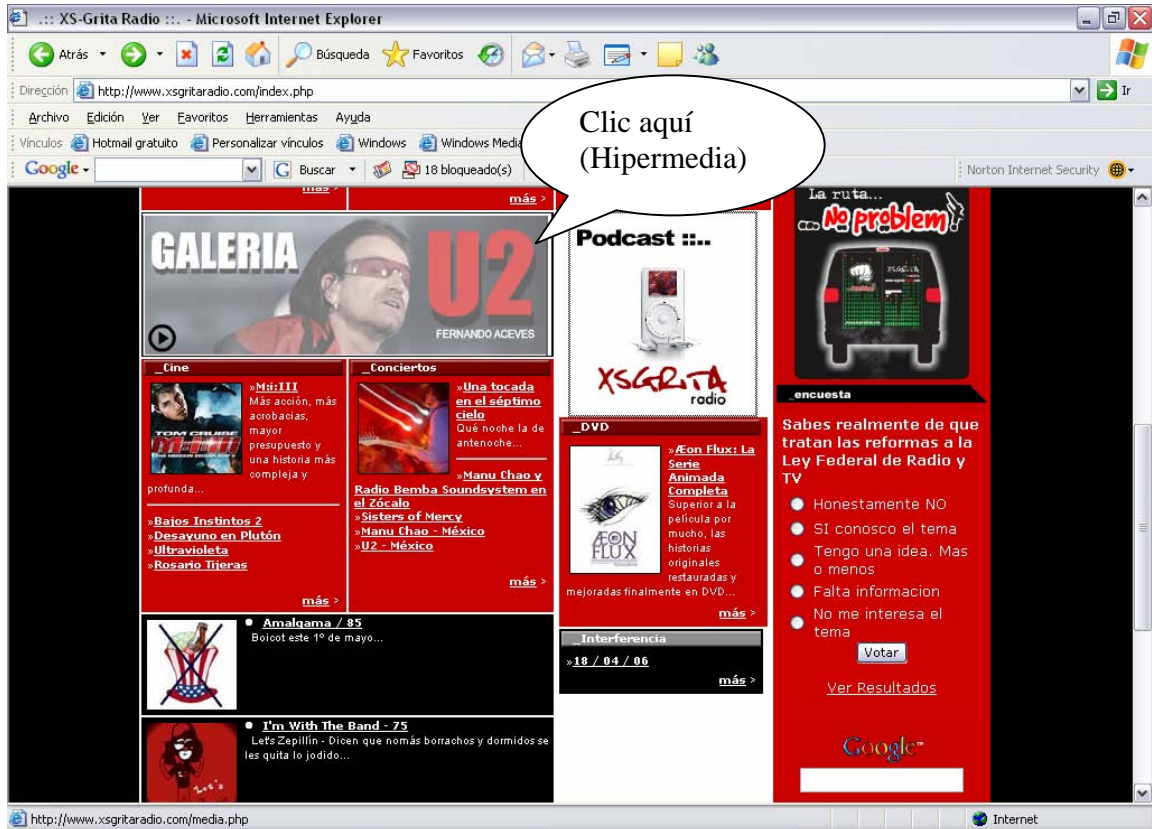 .:: XS-Grita Radio ::. - Microsoft Internet Explorer
Atrás Búsqueda Favoritos
Dirección http://www.xsgritaradio.com/index.php Ir
Archivo Edición Ver Favoritos Herramientas Ayuda
Vínculos Hotmail gratuito Personalizar vínculos Windows Windows Media
Google Buscar 18 bloqueado(s) Norton Internet Security
Clic aquí
(Hipermedia)
más >
más >
GALERIA U2
FERNANDO ACEVES
_Cine
»M:i:III
Más acción, más
acrobacias,
mayor
presupuesto y
una historia más
compleja y
profunda...
TOM CRUISE
M:i:III
»Bajos Instintos 2
»Desayuno en Plutón
»Ultravioleta
»Rosario Tijeras
más >
_Conciertos
»Una tocada
en el séptimo
cielo
Qué noche la de
antenoche...
»Manu Chao y
Radio Bemba Soundsystem en
el Zócalo
»Sisters of Mercy
»Manu Chao - México
»U2 - México
más >
Amalgama / 85
Boicot este 1º de mayo...
I'm With The Band - 75
Let's Zepillín - Dicen que nomás borrachos y dormidos se
les quita lo jodido...
Podcast ::..
XSGRITA
radio
_DVD
»Æon Flux: La
Serie
Animada
Completa
Superior a la
película por
mucho, las
historias
originales
restauradas y
mejoradas finalmente en DVD...
ÆON
FLUX
más >
_Interferencia
»18 / 04 / 06
más >
La ruta...
No problem
_encuesta
Sabes realmente de que
tratan las reformas a la
Ley Federal de Radio y
TV
Honestamente NO
SI conosco el tema
Tengo una idea. Mas
o menos
Falta informacion
No me interesa el
tema
Votar
Ver Resultados
Google™
http://www.xsgritaradio.com/media.php Internet